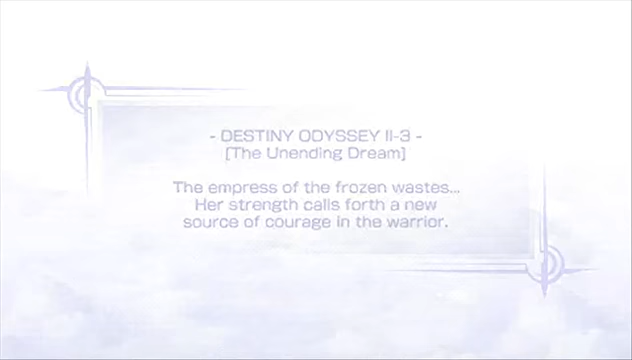 - DESTINY ODYSSEY II-3 -
[The Unending Dream]
The empress of the frozen wastes...
Her strength calls forth a new
source of courage in the warrior.